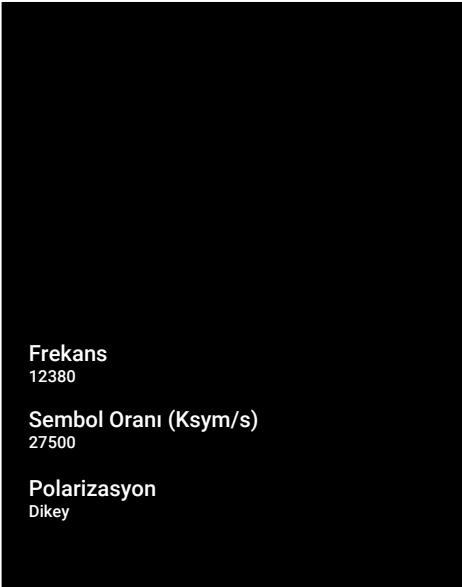 Frekans
12380
Sembol Oranı (Ksym/s)
27500
Polarizasyon
Dikey